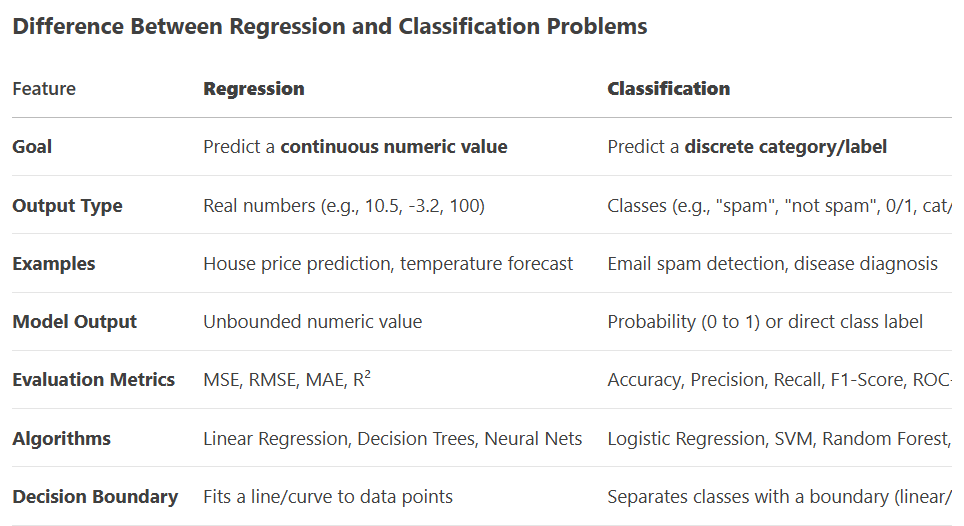 Difference Between Regression and Classification Problems
Feature Regression Classification
Goal Predict a continuous numeric value Predict a discrete category/label
Output Type Real numbers (e.g., 10.5, -3.2, 100) Classes (e.g., "spam", "not spam", 0/1, cat/
Examples House price prediction, temperature forecast Email spam detection, disease diagnosis
Model Output Unbounded numeric value Probability (0 to 1) or direct class label
Evaluation Metrics MSE, RMSE, MAE, R² Accuracy, Precision, Recall, F1-Score, ROC-
Algorithms Linear Regression, Decision Trees, Neural Nets Logistic Regression, SVM, Random Forest,
Decision Boundary Fits a line/curve to data points Separates classes with a boundary (linear/